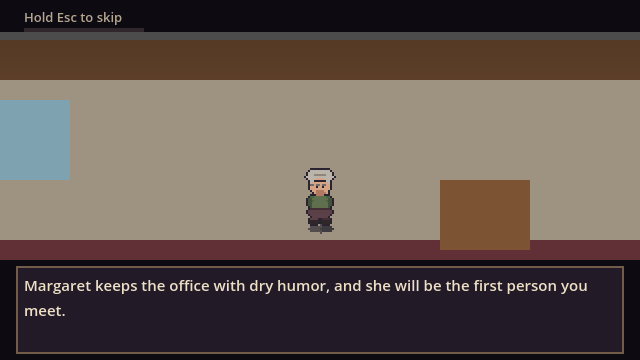 Hold Esc to skip
Margaret keeps the office with dry humor, and she will be the first person you
meet.